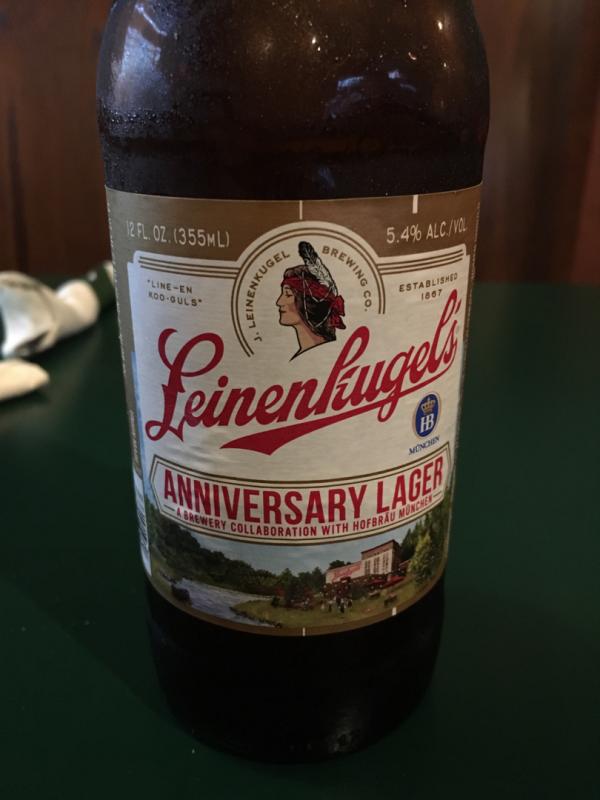 12 FL. OZ. (355ML)
5.4% ALC./VOL
J. LEINENKUGEL BREWING CO.
"LINE-EN
KOO-GULS"
ESTABLISHED
1867
Leinenkugel's
HB
MÜNCHEN
ANNIVERSARY LAGER
A BREWERY COLLABORATION WITH HOFBRÄU MÜNCHEN